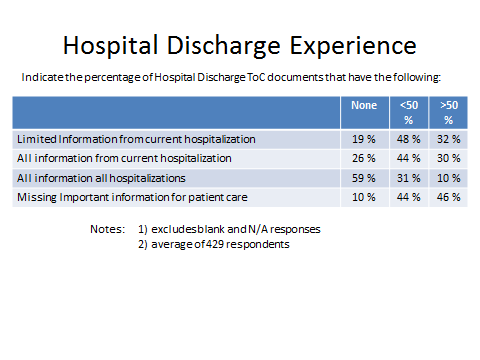 Hospital Discharge Experience
Indicate the percentage of Hospital Discharge ToC documents that have the following:
None <50 % >50 %
Limited Information from current hospitalization 19 % 48 % 32 %
All information from current hospitalization 26 % 44 % 30 %
All information all hospitalizations 59 % 31 % 10 %
Missing Important information for patient care 10 % 44 % 46 %
Notes: 1) excludes blank and N/A responses
2) average of 429 respondents